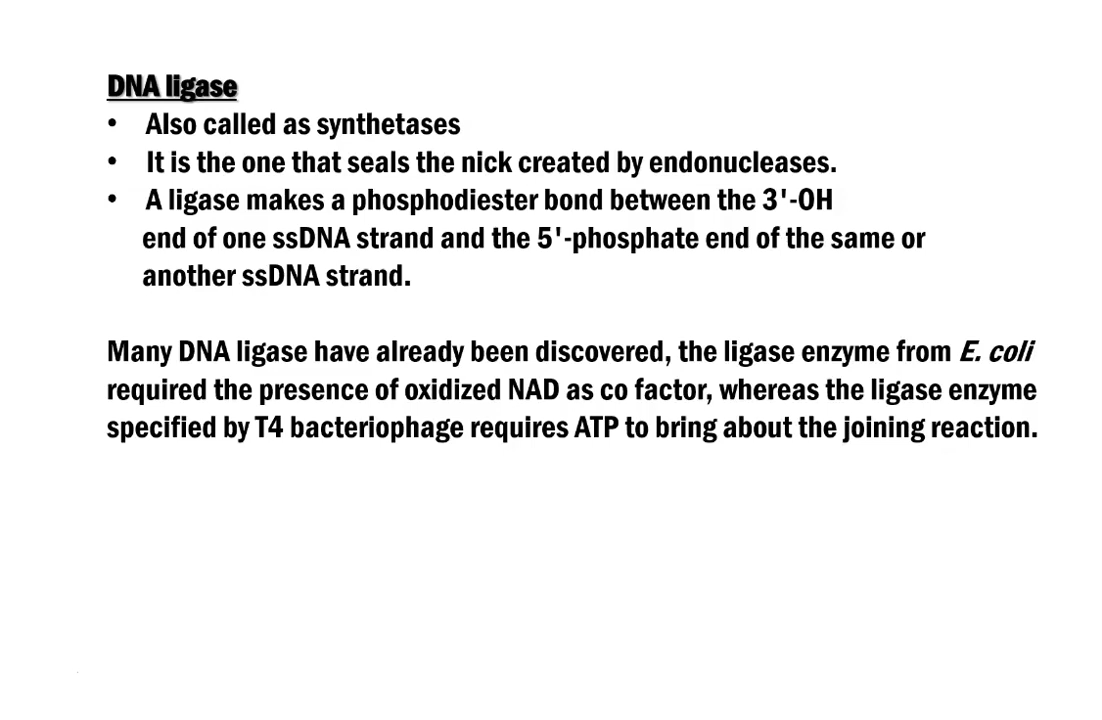 DNA ligase
• Also called as synthetases
• It is the one that seals the nick created by endonucleases.
• A ligase makes a phosphodiester bond between the 3'-OH
end of one ssDNA strand and the 5'-phosphate end of the same or
another ssDNA strand.
Many DNA ligase have already been discovered, the ligase enzyme from E. coli
required the presence of oxidized NAD as co factor, whereas the ligase enzyme
specified by T4 bacteriophage requires ATP to bring about the joining reaction.